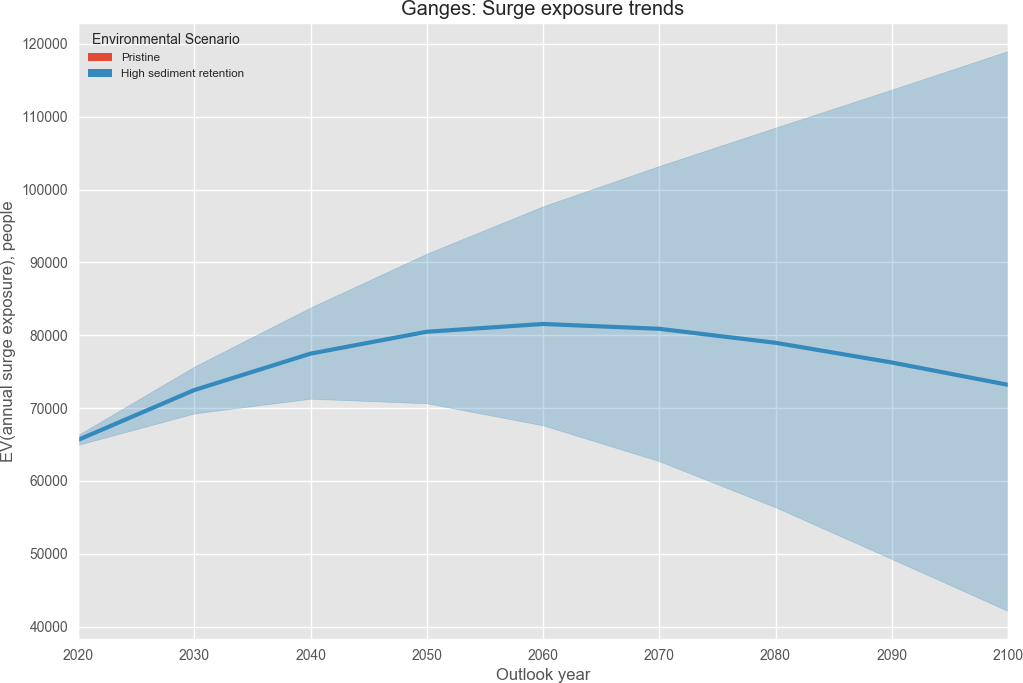 Ganges: Surge exposure trends
Environmental Scenario
Pristine
High sediment retention
EV(annual surge exposure), people
120000
110000
100000
90000
80000
70000
60000
50000
40000
2020 2030 2040 2050 2060 2070 2080 2090 2100
Outlook year